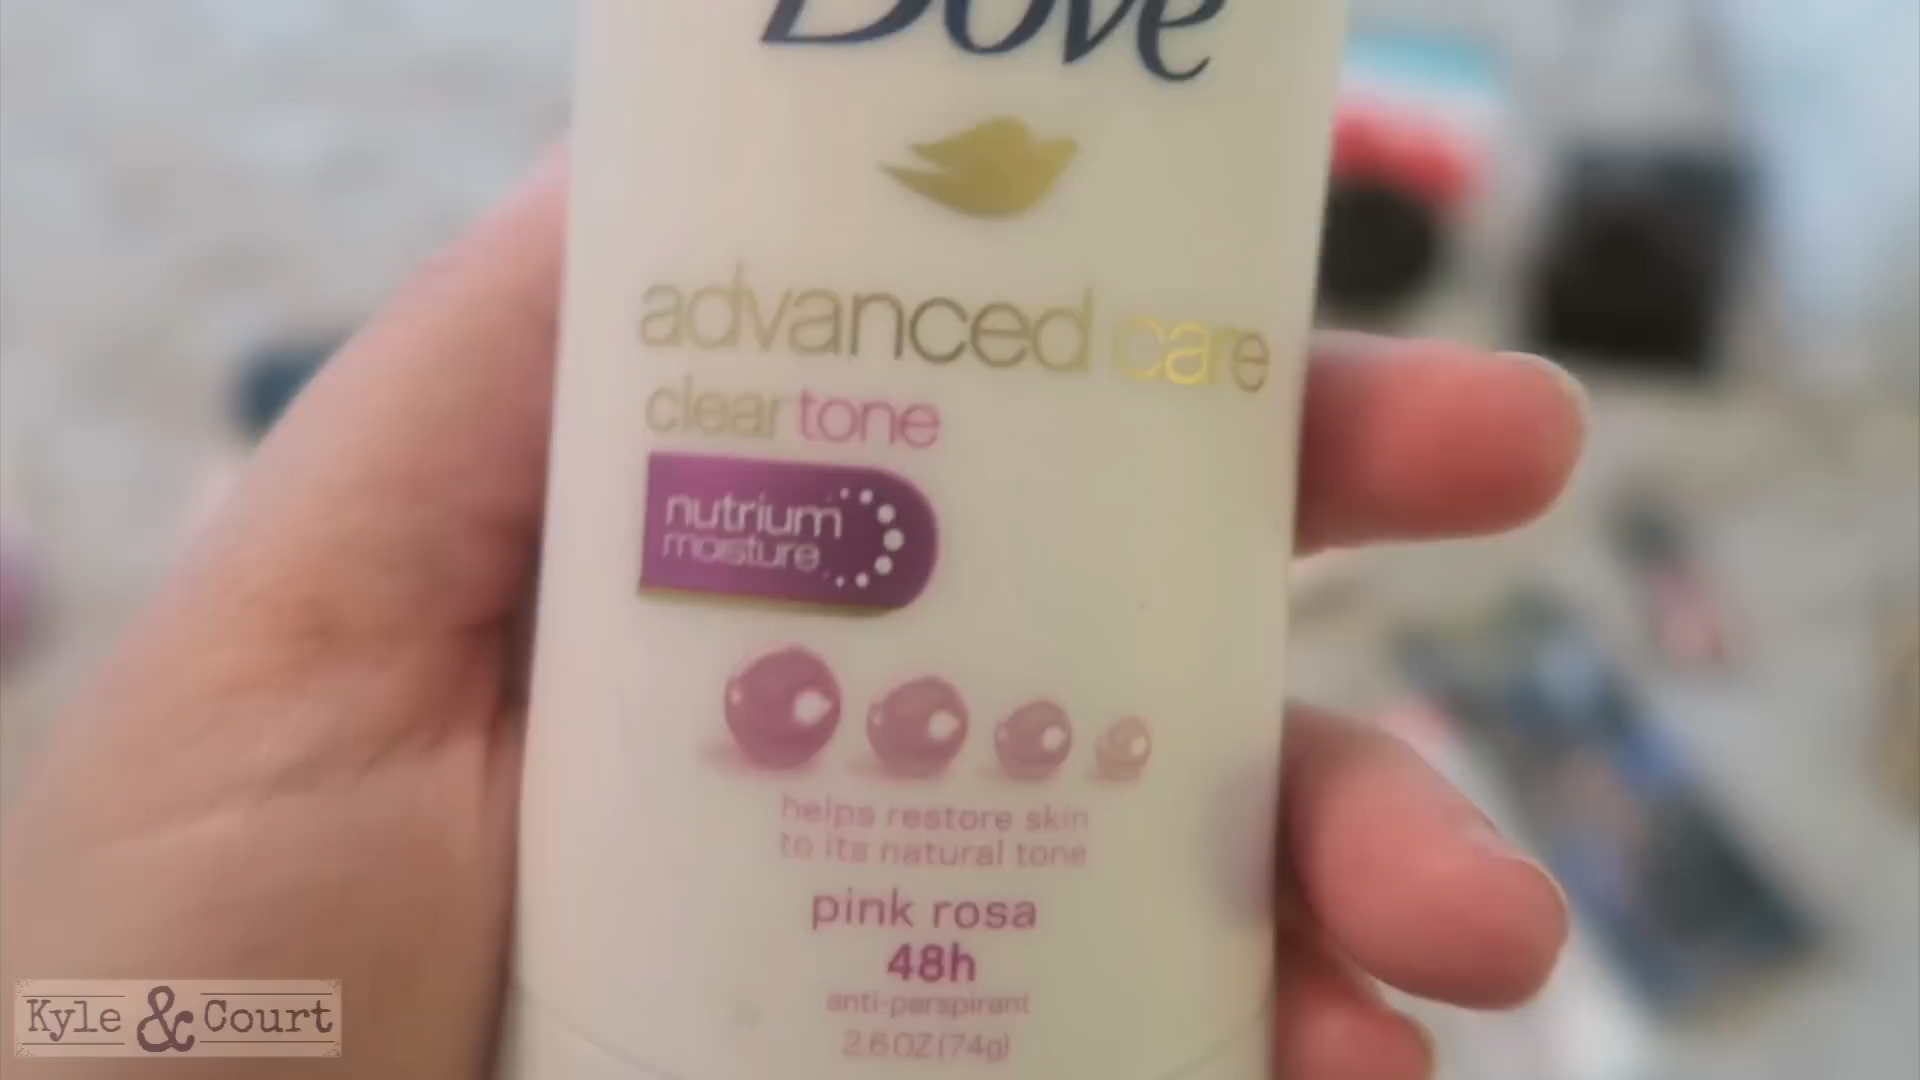 Dove
advanced care
clear tone
nutrium
moisture
helps restore skin
to its natural tone
pink rosa
48h
anti-perspirant
2.6 OZ (74g)
Kyle & Court